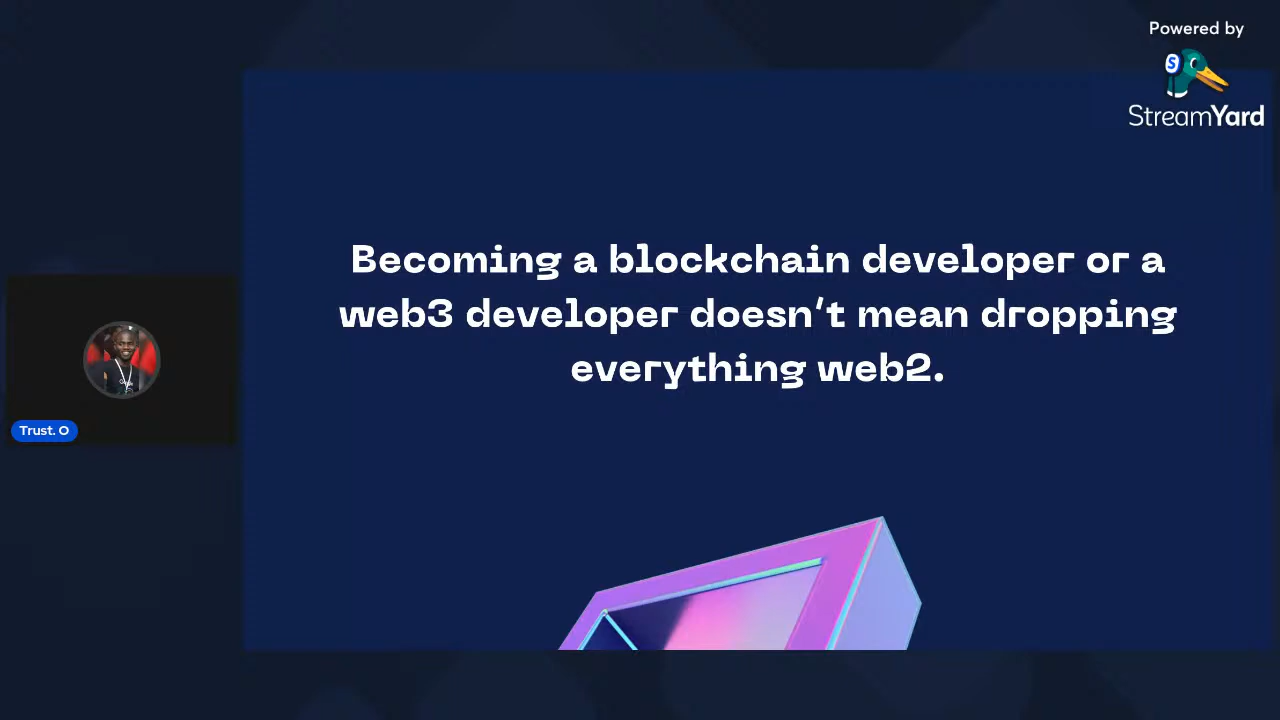 Powered by
S
StreamYard
Becoming a blockchain developer or a
web3 developer doesn't mean dropping
everything web2.
Trust. O